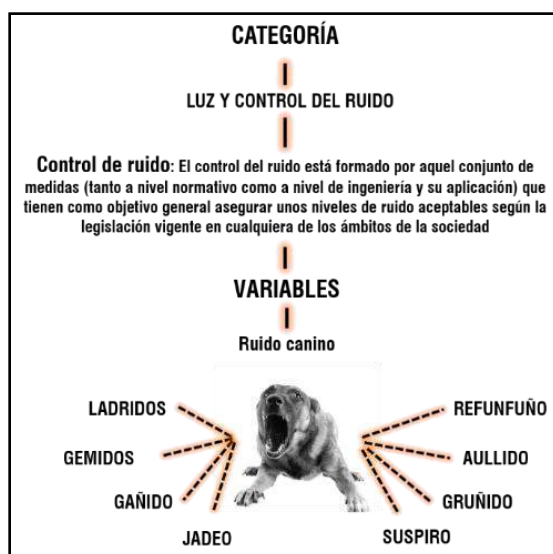 CATEGORÍA
LUZ Y CONTROL DEL RUIDO
Control de ruido: El control del ruido está formado por aquel conjunto de
medidas (tanto a nivel normativo como a nivel de ingeniería y su aplicación) que
tienen como objetivo general asegurar unos niveles de ruido aceptables según la
legislación vigente en cualquiera de los ámbitos de la sociedad
VARIABLES
Ruido canino
LADRIDOS
REFUNFUÑO
GEMIDOS
AULLIDO
GAÑIDO
GRUÑIDO
JADEO
SUSPIRO